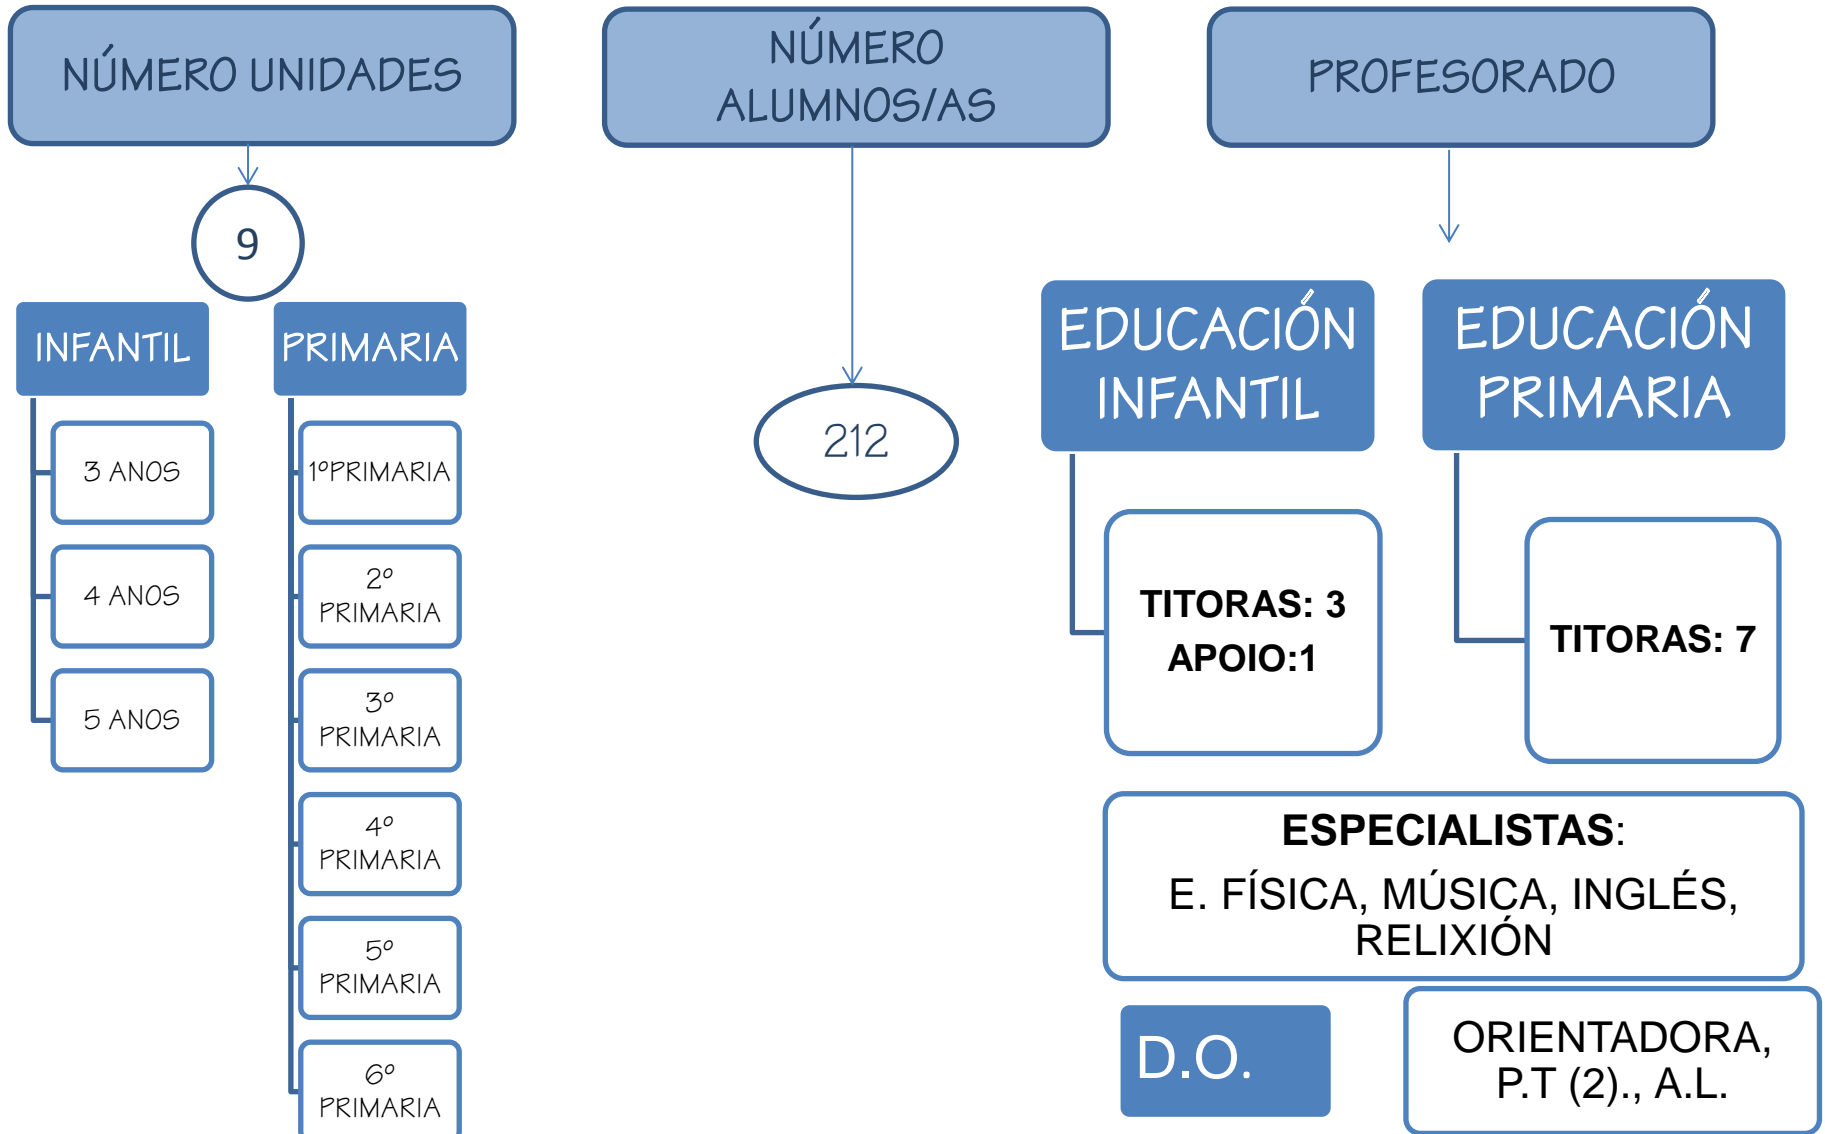 NÚMERO UNIDADES
9
INFANTIL
3 ANOS
4 ANOS
5 ANOS
PRIMARIA
1ºPRIMARIA
2º
PRIMARIA
3º
PRIMARIA
4º
PRIMARIA
5º
PRIMARIA
6º
PRIMARIA
NÚMERO
ALUMNOS/AS
212
PROFESORADO
EDUCACIÓN
INFANTIL
TITORAS: 3
APOIO:1
EDUCACIÓN
PRIMARIA
TITORAS: 7
ESPECIALISTAS:
E. FÍSICA, MÚSICA, INGLÉS,
RELIXIÓN
D.O.
ORIENTADORA,
P.T (2)., A.L.